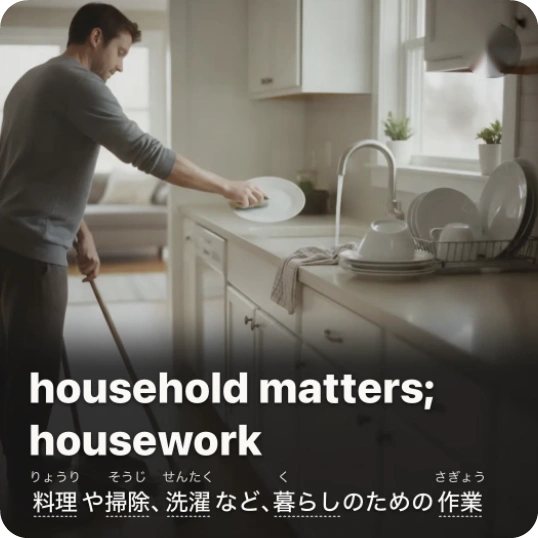 household matters;
housework
りょうり そうじ せんたく く さぎょう
料理や掃除、洗濯など、暮らしのための作業